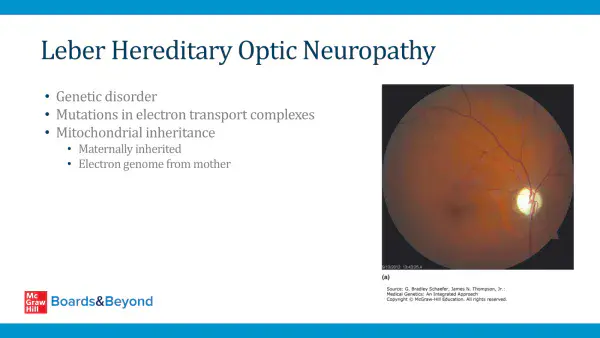 Leber Hereditary Optic Neuropathy
• Genetic disorder
• Mutations in electron transport complexes
• Mitochondrial inheritance
• Maternally inherited
• Electron genome from mother
(a)
Source: G. Bradley Schaefer, James N. Thompson, Jr.:
Medical Genetics: An Integrated Approach
Copyright © McGraw-Hill Education. All rights reserved.
Mc
Graw
Hill
Boards&Beyond